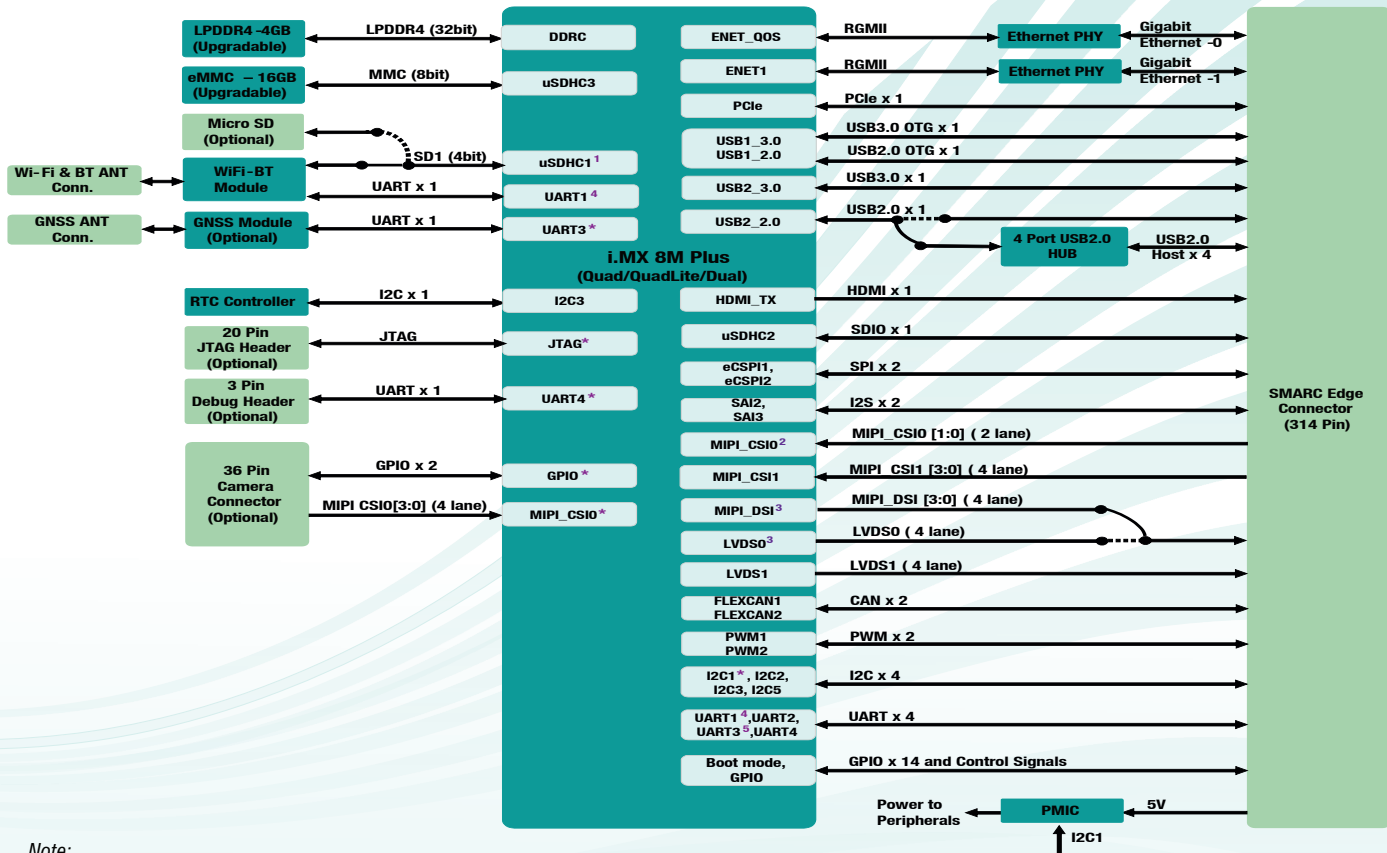 LPDDR4 -4GB
(Upgradable)
LPDDR4 (32bit)
DDRC
eMMC – 16GB
(Upgradable)
MMC (8bit)
uSDHC3
Micro SD
(Optional)
SD1 (4bit)
uSDHC1 1
Wi-Fi & BT ANT
Conn.
WiFi-BT
Module
UART x 1
UART1 4
GNSS ANT
Conn.
GNSS Module
(Optional)
UART x 1
UART3 *
i.MX 8M Plus
(Quad/QuadLite/Dual)
RTC Controller
I2C x 1
I2C3
20 Pin
JTAG Header
(Optional)
JTAG
JTAG*
3 Pin
Debug Header
(Optional)
UART x 1
UART4 *
36 Pin
Camera
Connector
(Optional)
GPIO x 2
GPIO *
MIPI CSI0[3:0] (4 lane)
MIPI_CSI0*
ENET_QOS
RGMII
Ethernet PHY
Gigabit
Ethernet -0
ENET1
RGMII
Ethernet PHY
Gigabit
Ethernet -1
PCIe
PCIe x 1
USB1_3.0
USB1_2.0
USB3.0 OTG x 1
USB2.0 OTG x 1
USB2_3.0
USB3.0 x 1
USB2_2.0
USB2.0 x 1
4 Port USB2.0
HUB
USB2.0
Host x 4
HDMI_TX
HDMI x 1
uSDHC2
SDIO x 1
eCSPI1,
eCSPI2
SPI x 2
SAI2,
SAI3
I2S x 2
MIPI_CSI0 2
MIPI_CSI0 [1:0] ( 2 lane)
MIPI_CSI1
MIPI_CSI1 [3:0] ( 4 lane)
MIPI_DSI 3
MIPI_DSI [3:0] ( 4 lane)
LVDS0 3
LVDS0 ( 4 lane)
LVDS1
LVDS1 ( 4 lane)
FLEXCAN1
FLEXCAN2
CAN x 2
PWM1
PWM2
PWM x 2
I2C1* , I2C2,
I2C3, I2C5
I2C x 4
UART1 4,UART2,
UART3 5,UART4
UART x 4
Boot mode,
GPIO
GPIO x 14 and Control Signals
SMARC Edge
Connector
(314 Pin)
Power to
Peripherals
PMIC
5V
I2C1
Note: